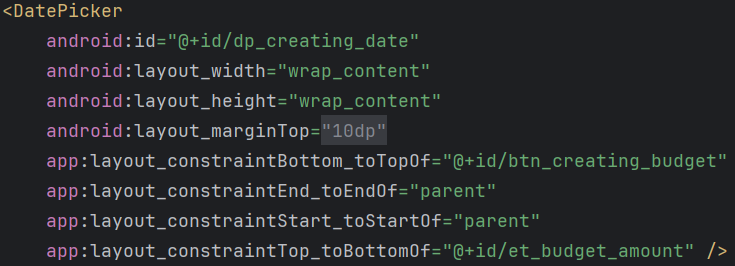 <DatePicker
android:id="@+id/dp_creating_date"
android:layout_width="wrap_content"
android:layout_height="wrap_content"
android:layout_marginTop="10dp"
app:layout_constraintBottom_toTopOf="@+id/btn_creating_budget"
app:layout_constraintEnd_toEndOf="parent"
app:layout_constraintStart_toStartOf="parent"
app:layout_constraintTop_toBottomOf="@+id/et_budget_amount" />